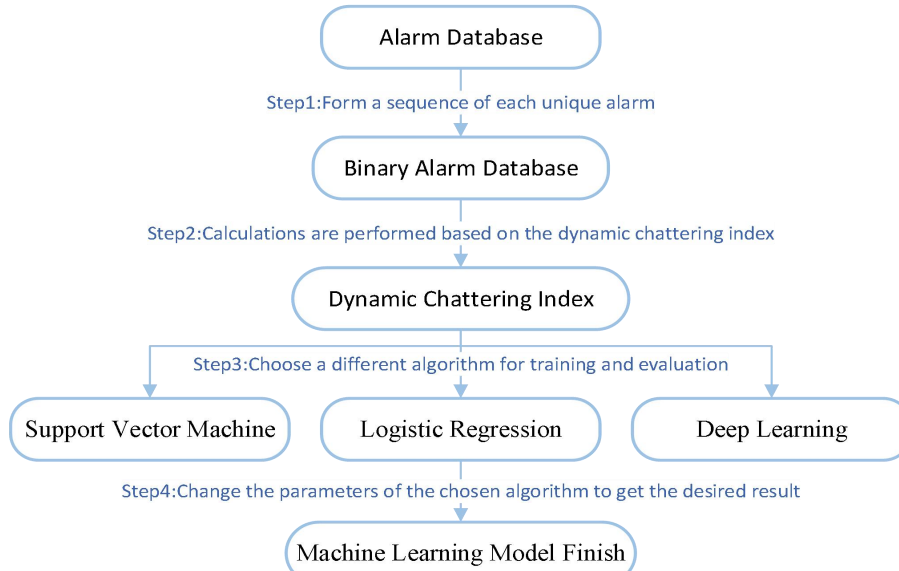 Alarm Database
Step1:Form a sequence of each unique alarm
Binary Alarm Database
Step2:Calculations are performed based on the dynamic chattering index
Dynamic Chattering Index
Step3:Choose a different algorithm for training and evaluation
Support Vector Machine
Logistic Regression
Deep Learning
Step4:Change the parameters of the chosen algorithm to get the desired result
Machine Learning Model Finish